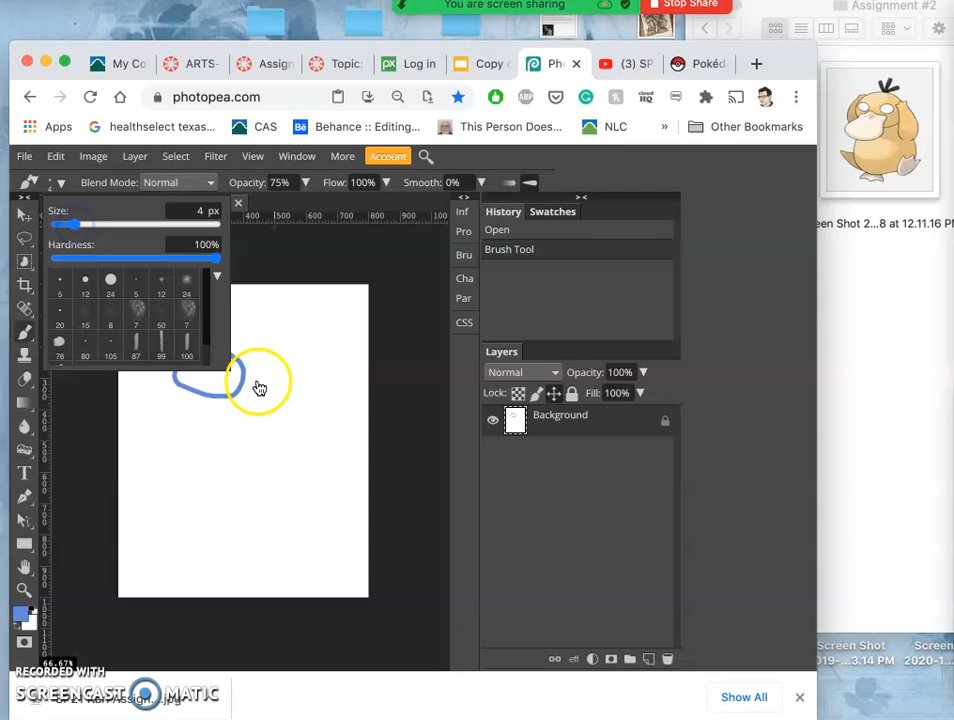 You are screen sharing
Stop Share
Assignment #2
My Co
ARTS-
Assign
Topic:
Log in
Copy
Ph
(3) SP
Pokéd
photopea.com
Apps
healthselect texas...
CAS
Behance :: Editing...
This Person Does...
NLC
»
Other Bookmarks
File Edit Image Layer Select Filter View Window More Account
4
Blend Mode: Normal
Opacity: 75%
Flow: 100%
Smooth: 0%
Size: 4 px
Hardness: 100%
5 12 24 5 12 24
20 15 8 7 50 7
76 80 105 87 99 100
400 500 600 700 800 900 100
Inf
Pro
Bru
Cha
Par
CSS
History Swatches
Open
Brush Tool
Layers
Normal
Opacity: 100%
Lock:
Fill: 100%
Background
eff
een Shot 2...8 at 12.11.16 PM
Screen Shot
019-...3.14 PM
Screen
2020-1
66.67%
RECORDED WITH
SCREENCAST MATIC
Show All